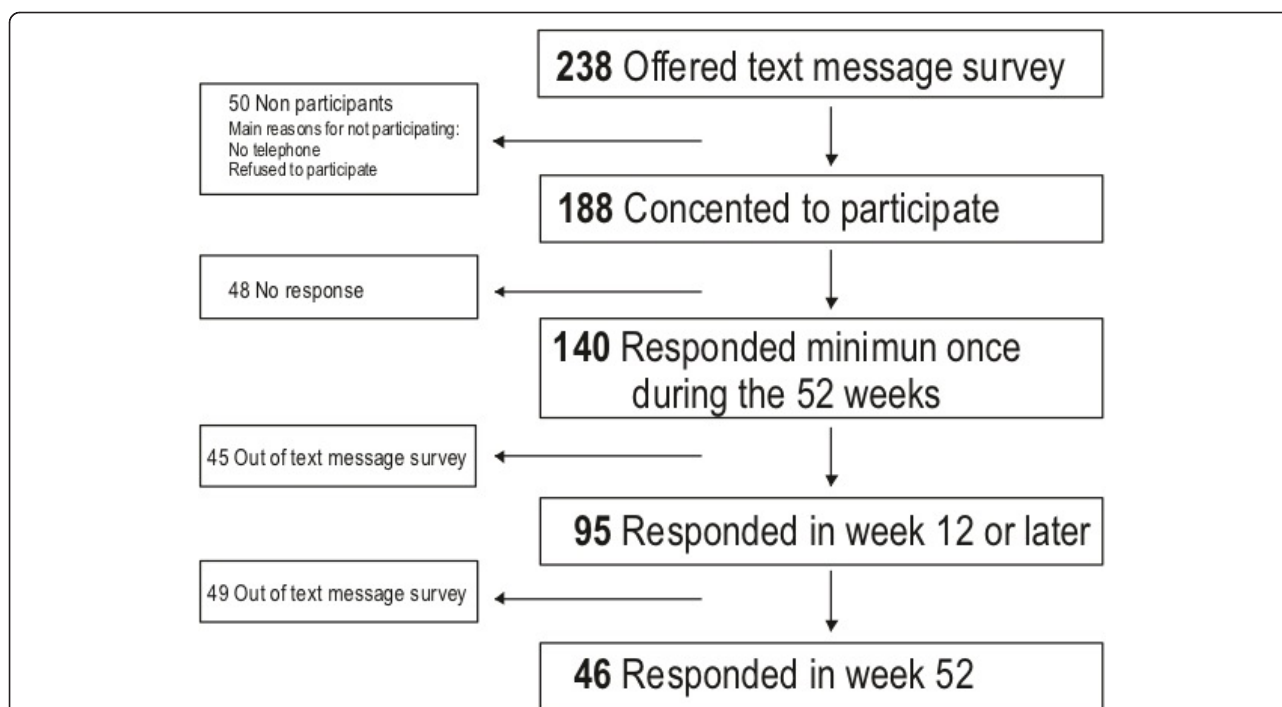 238 Offered text message survey
50 Non participants
Main reasons for not participating:
No telephone
Refused to participate
188 Concented to participate
48 No response
140 Responded minimun once
during the 52 weeks
45 Out of text message survey
95 Responded in week 12 or later
49 Out of text message survey
46 Responded in week 52